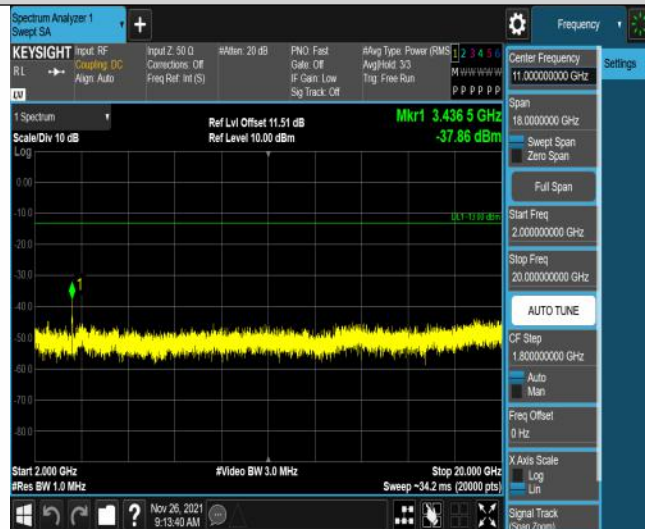 Spectrum Analyzer 1
Swept SA
Frequency
KEYSIGHT
Input: RF
Coupling: DC
Align: Auto
Input Z: 50 Ω
Corrections: Off
Freq Ref: Int (S)
#Atten: 20 dB
PNO: Fast
Gate: Off
IF Gain: Low
Sig Track: Off
#Avg Type: Power (RMS
Avg|Hold: 3/3
Trig: Free Run
1 2 3 4 5 6
M W W W W W
P P P P P P
R L
LXI
1 Spectrum
Scale/Div 10 dB
Log
Ref Lvl Offset 11.51 dB
Ref Level 10.00 dBm
Mkr1 3.436 5 GHz
-37.86 dBm
0.00
-10.0
DL1 -13.00 dBm
-20.0
-30.0
1
-40.0
-50.0
-60.0
-70.0
-80.0
Start 2.000 GHz
#Res BW 1.0 MHz
#Video BW 3.0 MHz
Stop 20.000 GHz
Sweep ~34.2 ms (20000 pts)
Nov 26, 2021
9:13:40 AM
Center Frequency
11.000000000 GHz
Settings
Span
18.0000000 GHz
Swept Span
Zero Span
Full Span
Start Freq
2.000000000 GHz
Stop Freq
20.000000000 GHz
AUTO TUNE
CF Step
1.800000000 GHz
Auto
Man
Freq Offset
0 Hz
X Axis Scale
Log
Lin
Signal Track
(Span Zoom)